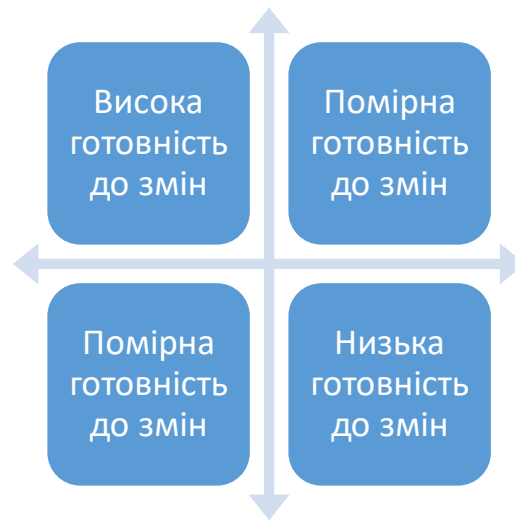 Висока
готовність
до змін
Помірна
готовність
до змін
Помірна
готовність
до змін
Низька
готовність
до змін